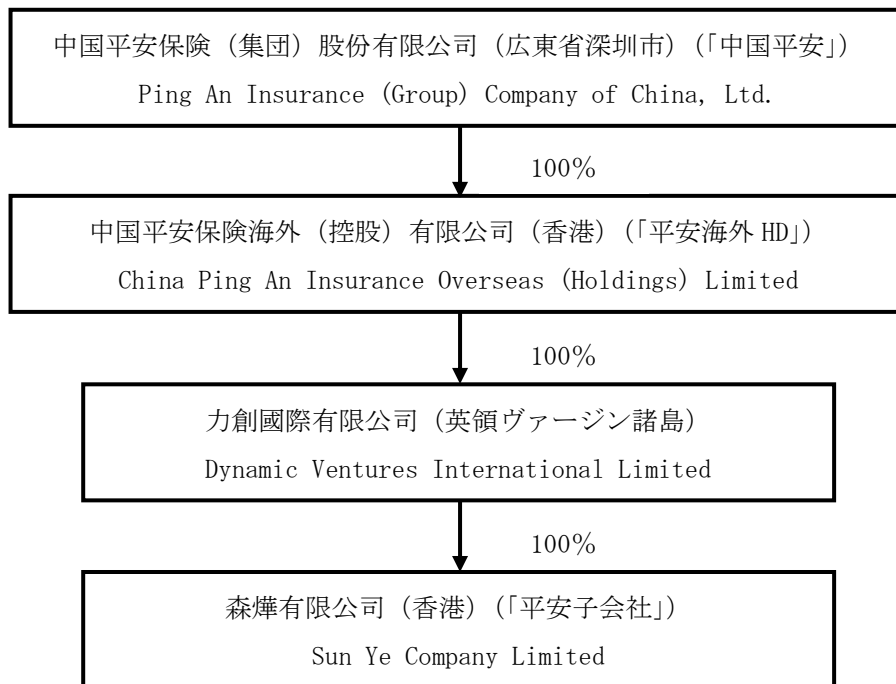 中国平安保険（集団）股份有限公司（広東省深圳市）（「中国平安」）
Ping An Insurance (Group) Company of China, Ltd.
100％
中国平安保険海外（控股）有限公司（香港）（「平安海外 HD」）
China Ping An Insurance Overseas (Holdings) Limited
100％
力創國際有限公司（英領ヴァージン諸島）
Dynamic Ventures International Limited
100％
森燁有限公司（香港）（「平安子会社」）
Sun Ye Company Limited